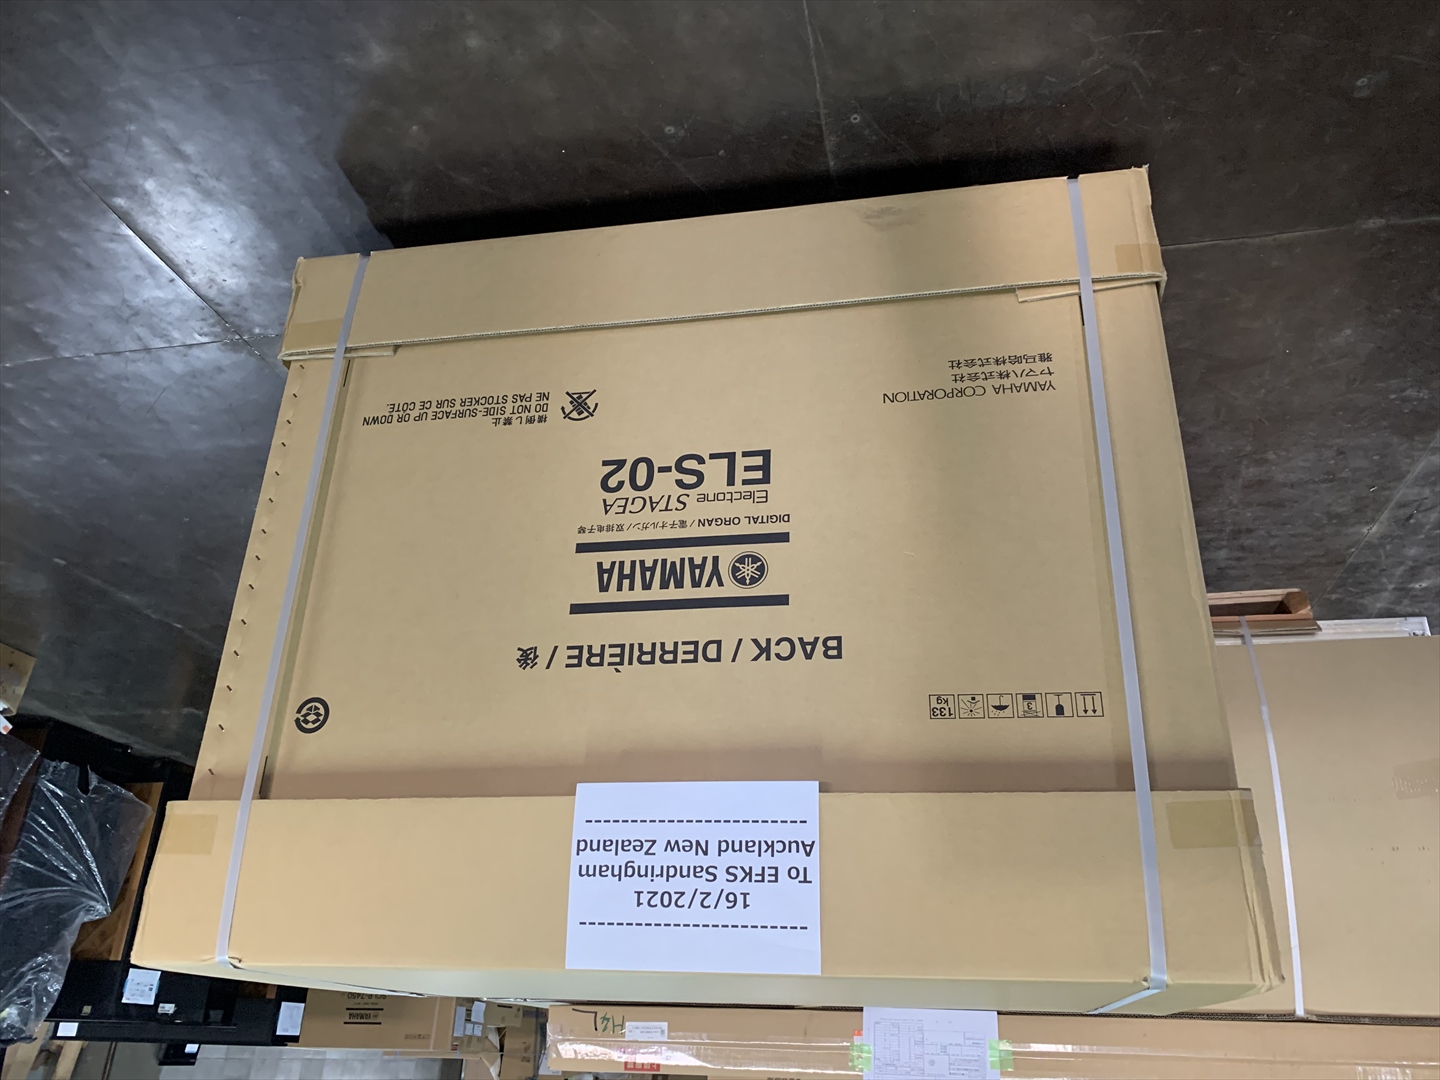 16/2/2021
To EFKS Sandringham
Auckland New Zealand
3
133
kg
BACK / DERRIÈRE / 後
YAMAHA
DIGITAL ORGAN / 電子オルガン / 双排电子琴
Electone STAGEA
ELS-02
YAMAHA CORPORATION
ヤマハ株式会社
雅马哈株式会社
横倒し禁止
DO NOT SIDE-SURFACE UP OR DOWN
NE PAS STOCKER SUR CE CÔTÉ.
YAMAHA
H&L